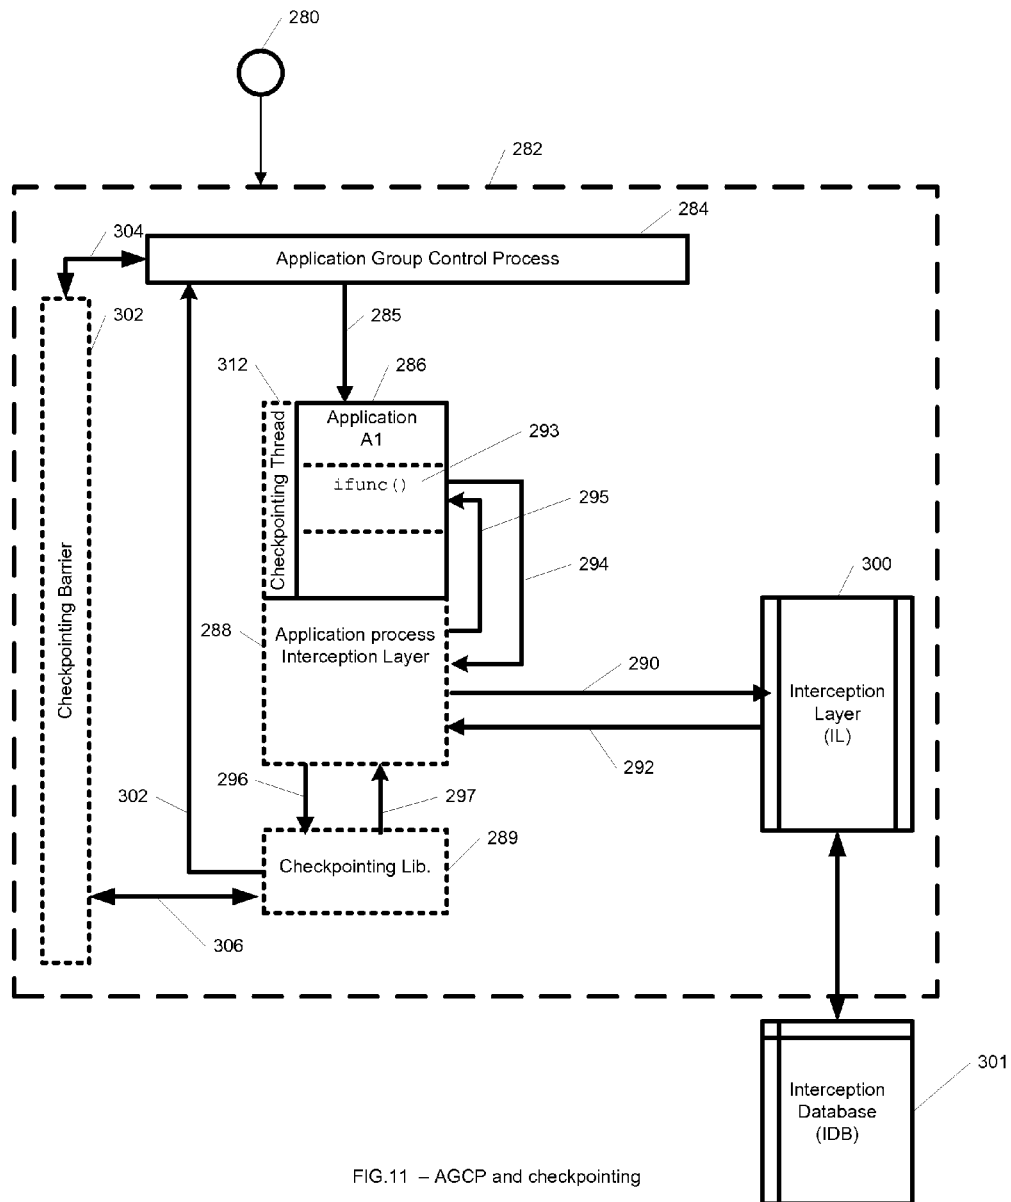 280
282
284
304
Application Group Control Process
302
285
312
286
Application
A1
293
ifunc()
295
Checkpointing Thread
294
300
Checkpointing Barrier
288
Application process
Interception Layer
290
Interception
Layer
(IL)
292
296
297
302
289
Checkpointing Lib.
306
301
Interception
Database
(IDB)
FIG.11 – AGCP and checkpointing